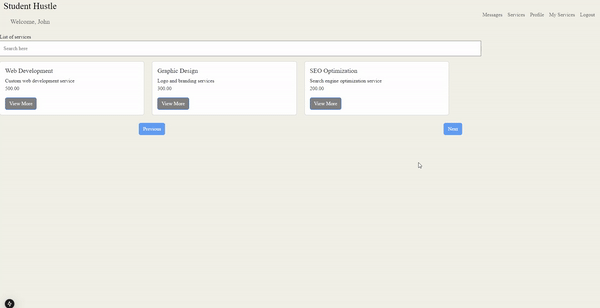 Student Hustle
Welcome, John
Messages Services Profile My Services Logout
List of services
Search here
Web Development
Custom web development service
500.00
View More
Graphic Design
Logo and branding services
300.00
View More
SEO Optimization
Search engine optimization service
200.00
View More
Previous
Next